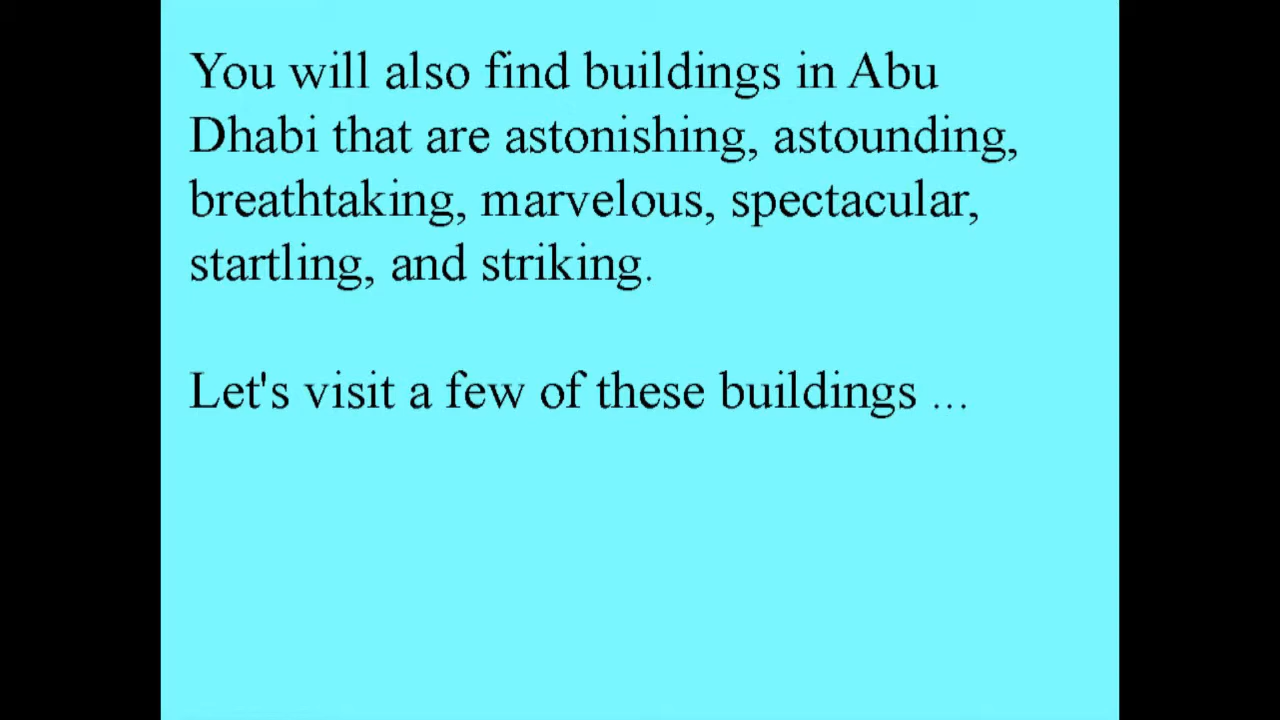 You will also find buildings in Abu
Dhabi that are astonishing, astounding,
breathtaking, marvelous, spectacular,
startling, and striking.
Let's visit a few of these buildings ...